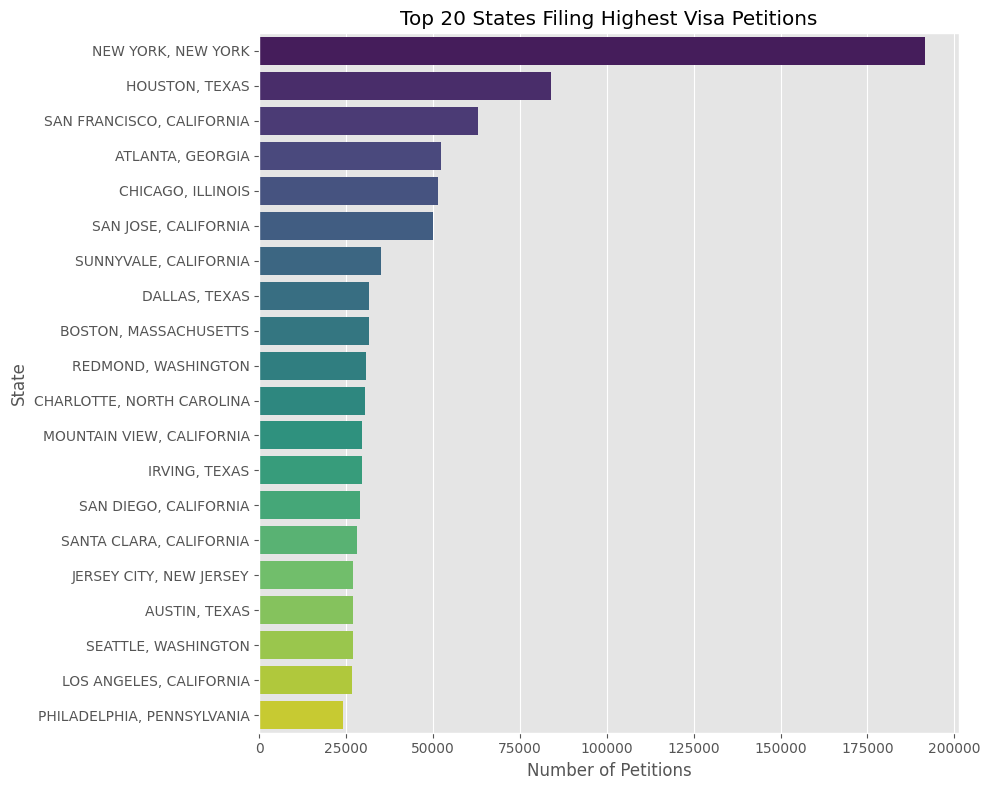 Top 20 States Filing Highest Visa Petitions
State
NEW YORK, NEW YORK
HOUSTON, TEXAS
SAN FRANCISCO, CALIFORNIA
ATLANTA, GEORGIA
CHICAGO, ILLINOIS
SAN JOSE, CALIFORNIA
SUNNYVALE, CALIFORNIA
DALLAS, TEXAS
BOSTON, MASSACHUSETTS
REDMOND, WASHINGTON
CHARLOTTE, NORTH CAROLINA
MOUNTAIN VIEW, CALIFORNIA
IRVING, TEXAS
SAN DIEGO, CALIFORNIA
SANTA CLARA, CALIFORNIA
JERSEY CITY, NEW JERSEY
AUSTIN, TEXAS
SEATTLE, WASHINGTON
LOS ANGELES, CALIFORNIA
PHILADELPHIA, PENNSYLVANIA
0 25000 50000 75000 100000 125000 150000 175000 200000
Number of Petitions